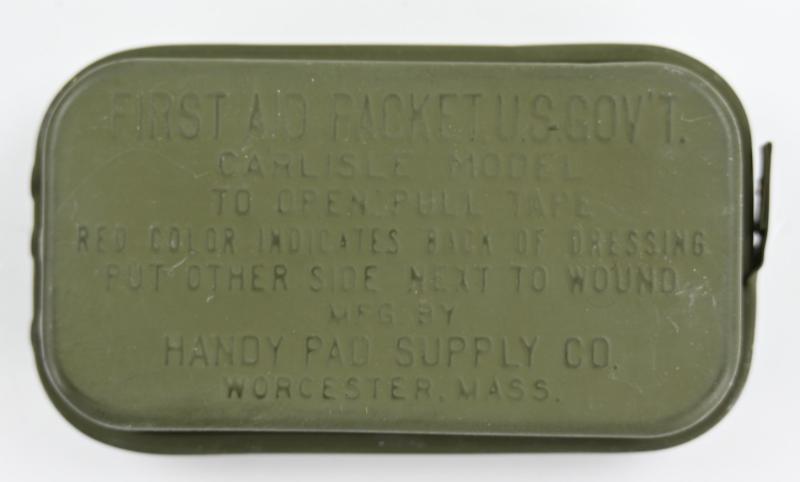 FIRST AID PACKET, U.S. GOV'T.
CARLISLE MODEL
TO OPEN PULL TAPE
RED COLOR INDICATES BACK OF DRESSING
PUT OTHER SIDE NEXT TO WOUND
MFG BY
HANDY PAD SUPPLY CO.
WORCESTER, MASS.